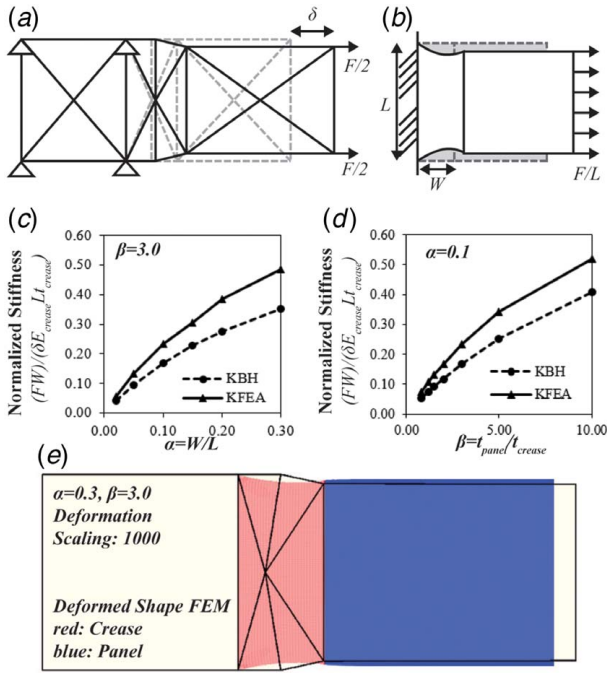 (a)
δ
F/2
F/2
(b)
L
W
F/L
(c)
Normalized Stiffness
(FW)/(δE_crease Lt_crease)
0.60
0.50
0.40
0.30
0.20
0.10
0.00
β=3.0
KBH
KFEA
0.00 0.10 0.20 0.30
α=W/L
(d)
Normalized Stiffness
(FW)/(δE_crease Lt_crease)
0.60
0.50
0.40
0.30
0.20
0.10
0.00
α=0.1
KBH
KFEA
0.00 5.00 10.00
β=t_panel/t_crease
(e)
α=0.3, β=3.0
Deformation
Scaling: 1000
Deformed Shape FEM
red: Crease
blue: Panel